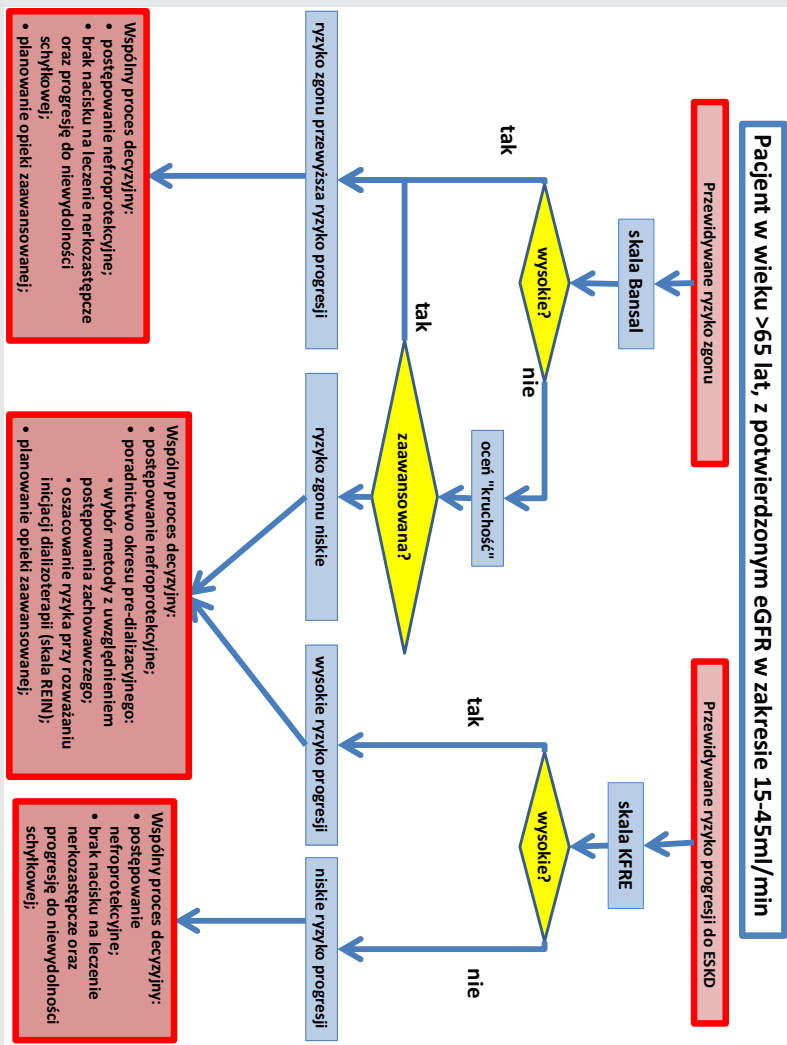 Pacjent w wieku >65 lat, z potwierdzonym eGFR w zakresie 15-45ml/min
Przewidywane ryzyko zgonu
skala Bansal
wysokie?
tak
nie
oceń "kruchość"
zaawansowana?
tak
ryzyko zgonu przewyższa ryzyko progresji
ryzyko zgonu niskie
Przewidywane ryzyko progresji do ESKD
skala KFRE
wysokie?
tak
nie
wysokie ryzyko progresji
niskie ryzyko progresji
Wspólny proces decyzyjny:
• postępowanie nefroprotekcyjne;
• brak nacisku na leczenie nerkozastępcze
oraz progresję do niewydolności
schyłkowej;
• planowanie opieki zaawansowanej;
Wspólny proces decyzyjny:
• postępowanie nefroprotekcyjne;
• poradnictwo okresu pre-dializacyjnego:
• wybór metody z uwzględnieniem
postępowania zachowawczego;
• oszacowanie ryzyka przy rozważaniu
inicjacji dializoterapii (skala REIN);
• planowanie opieki zaawansowanej;
Wspólny proces decyzyjny:
• postępowanie
nefroprotekcyjne;
• brak nacisku na leczenie
nerkozastępcze oraz
progresję do niewydolności
schyłkowej;